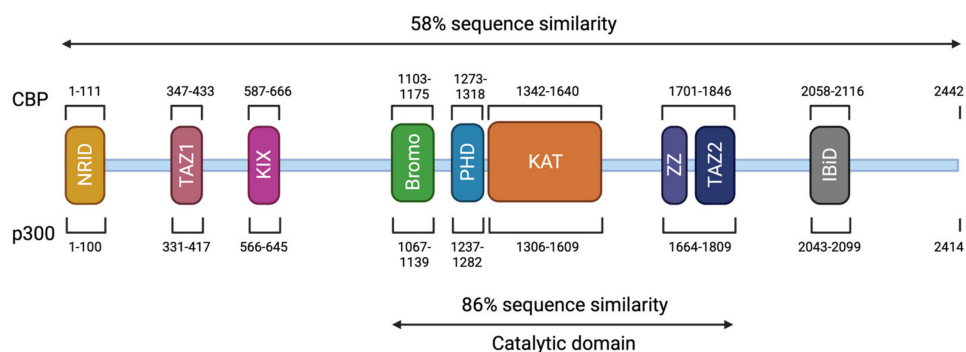 58% sequence similarity
1103-
1175
1273-
1318
CBP 1-111 347-433 587-666 1342-1640 1701-1846 2058-2116 2442
NRID TAZ1 KIX Bromo PHD KAT ZZ TAZ2 IBiD
p300
1-100 331-417 566-645 1067-
1139 1237-
1282 1306-1609 1664-1809 2043-2099 2414
86% sequence similarity
Catalytic domain